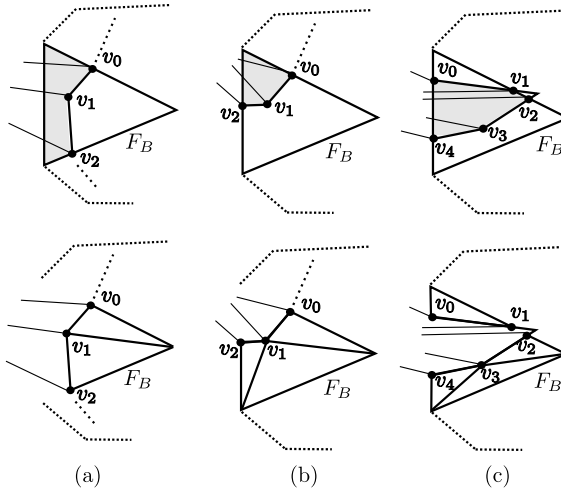 v₀
v₁
v₂
F_B
v₀
v₁
v₂
F_B
v₀
v₁
v₂
v₃
v₄
F_B
v₀
v₁
v₂
F_B
v₀
v₁
v₂
F_B
v₀
v₁
v₂
v₃
v₄
F_B
(a) (b) (c)